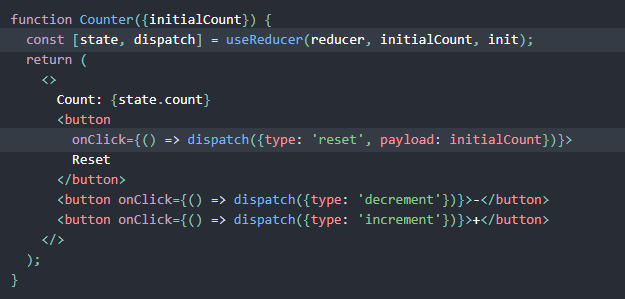 function Counter({initialCount}) {
  const [state, dispatch] = useReducer(reducer, initialCount, init);
  return (
    <>
      Count: {state.count}
      <button
        onClick={() => dispatch({type: 'reset', payload: initialCount})}>
        Reset
      </button>
      <button onClick={() => dispatch({type: 'decrement'})}>-</button>
      <button onClick={() => dispatch({type: 'increment'})}>+</button>
    </>
  );
}